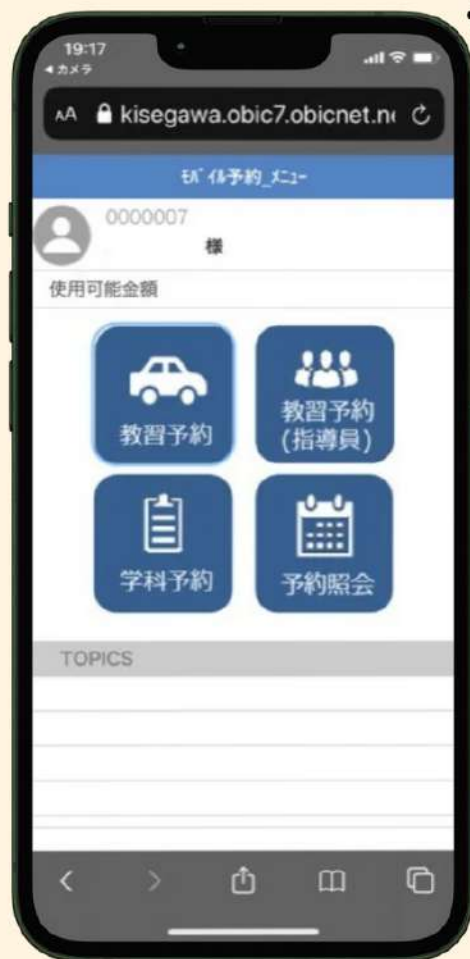 19:17
◀カメラ
AA kisegawa.obic7.obicnet.ne
ﾓﾊﾞｲﾙ予約_ﾒﾆｭｰ
0000007
様
使用可能金額
教習予約
教習予約
(指導員)
学科予約
予約照会
TOPICS